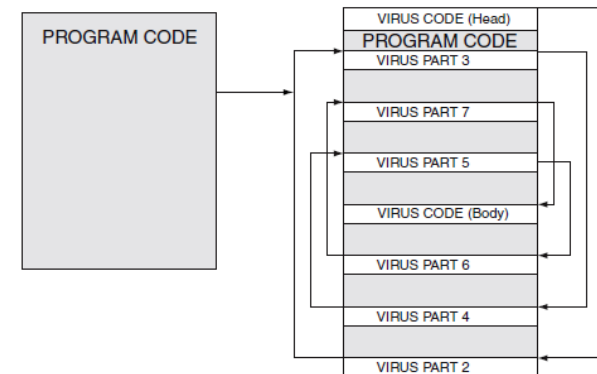 PROGRAM CODE
VIRUS CODE (Head)
PROGRAM CODE
VIRUS PART 3
VIRUS PART 7
VIRUS PART 5
VIRUS CODE (Body)
VIRUS PART 6
VIRUS PART 4
VIRUS PART 2